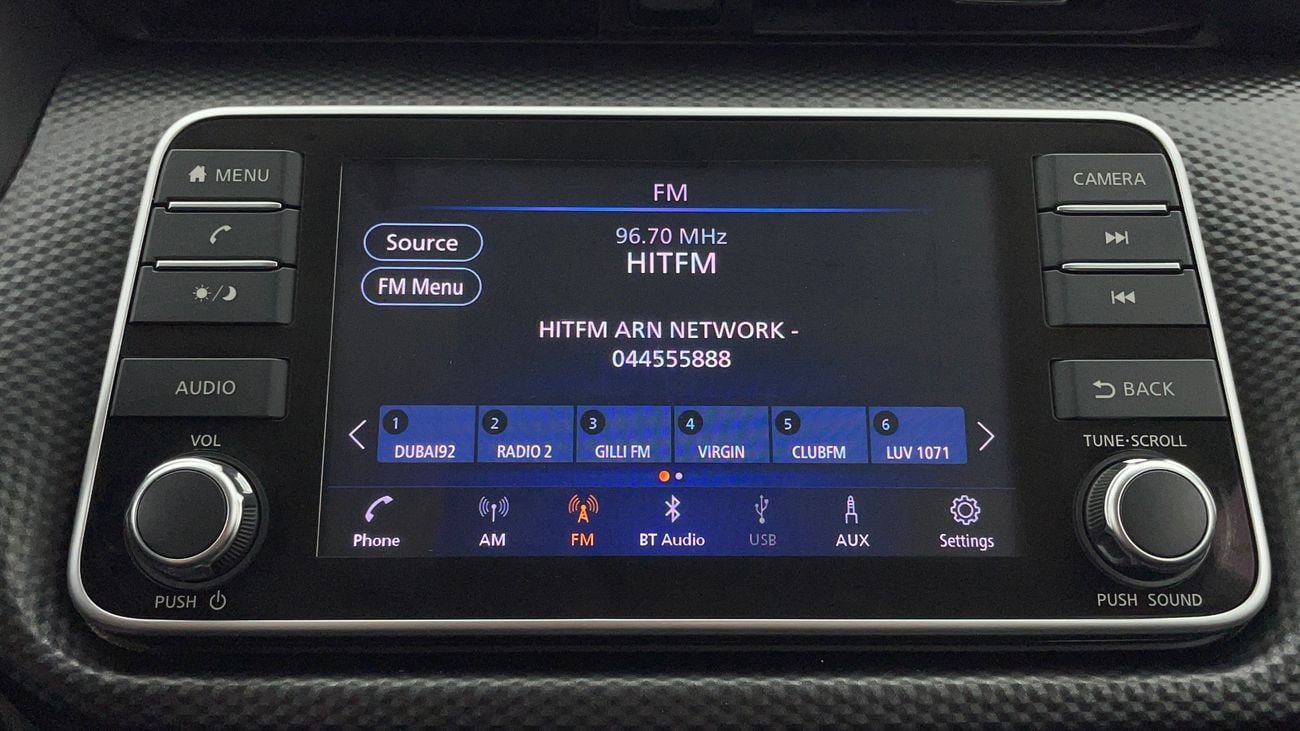 MENU
AUDIO
VOL
PUSH
FM
Source
FM Menu
96.70 MHz
HITFM
HITFM ARN NETWORK -
044555888
1 2 3 4 5 6
DUBAI92 RADIO 2 GILLI FM VIRGIN CLUBFM LUV 1071
Phone AM FM BT Audio USB AUX Settings
CAMERA
BACK
TUNE·SCROLL
PUSH SOUND